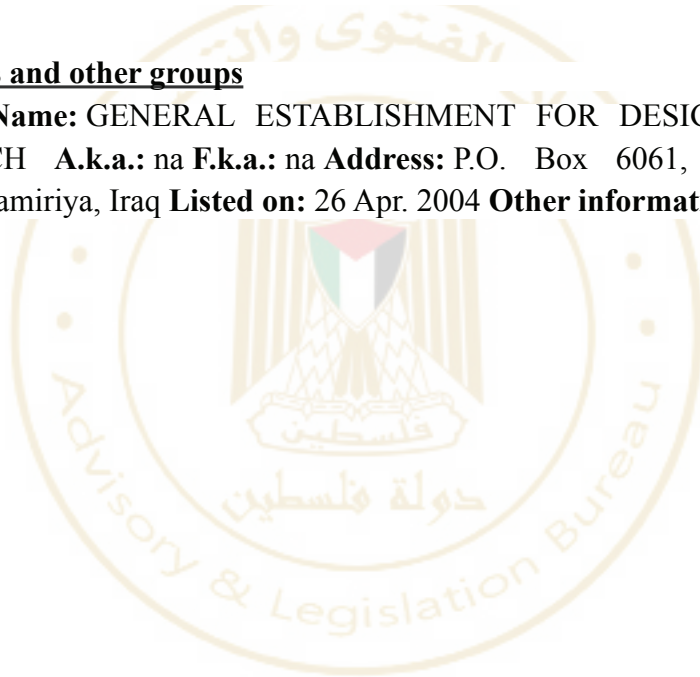 الفتوى والت
s and other groups
Name: GENERAL ESTABLISHMENT FOR DESIG
CH A.k.a.: na F.k.a.: na Address: P.O. Box 6061,
amiriya, Iraq Listed on: 26 Apr. 2004 Other informat
فلسطين
دولة فلسطين
Advisory & Legislation Bureau